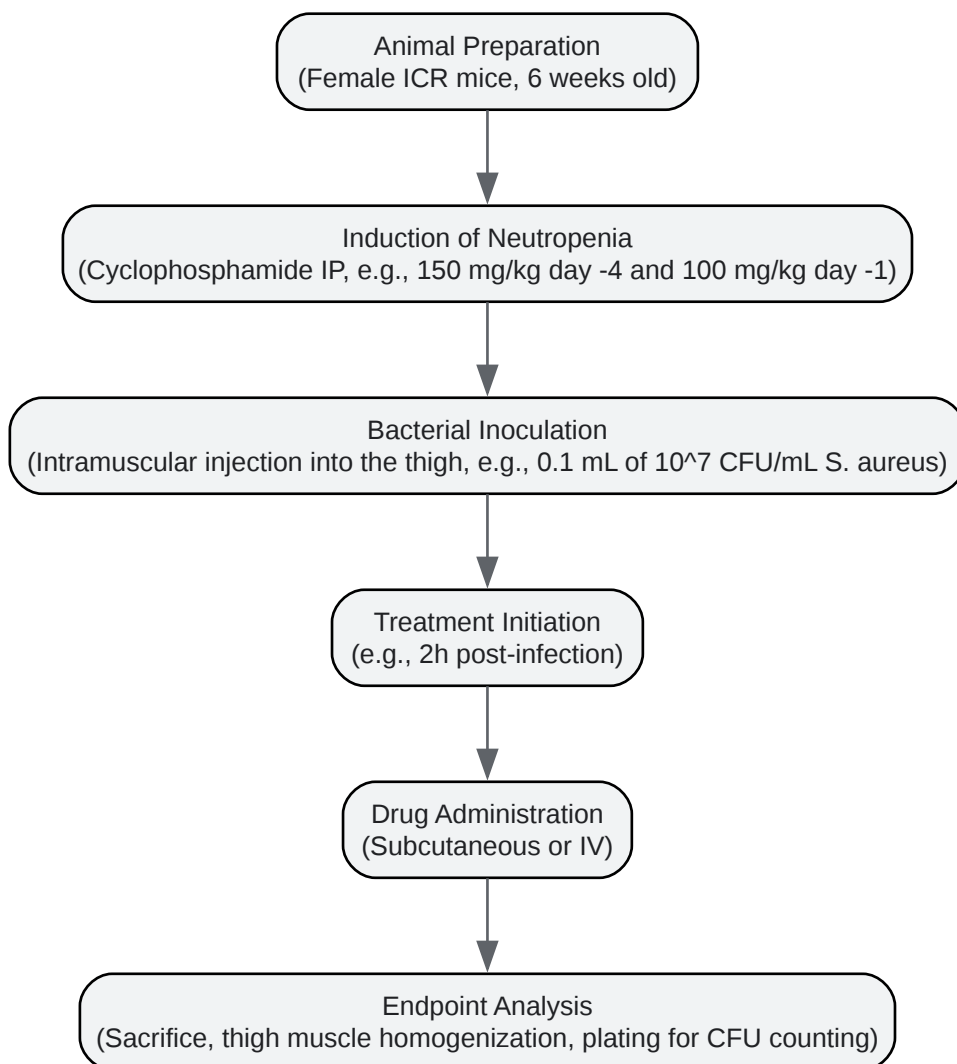 Animal Preparation
(Female ICR mice, 6 weeks old)
Induction of Neutropenia
(Cyclophosphamide IP, e.g., 150 mg/kg day -4 and 100 mg/kg day -1)
Bacterial Inoculation
(Intramuscular injection into the thigh, e.g., 0.1 mL of 10^7 CFU/mL S. aureus)
Treatment Initiation
(e.g., 2h post-infection)
Drug Administration
(Subcutaneous or IV)
Endpoint Analysis
(Sacrifice, thigh muscle homogenization, plating for CFU counting)